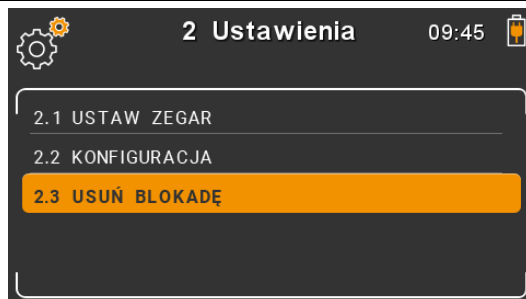 2 Ustawienia 09:45
2.1 USTAW ZEGAR
2.2 KONFIGURACJA
2.3 USUŃ BLOKADĘ